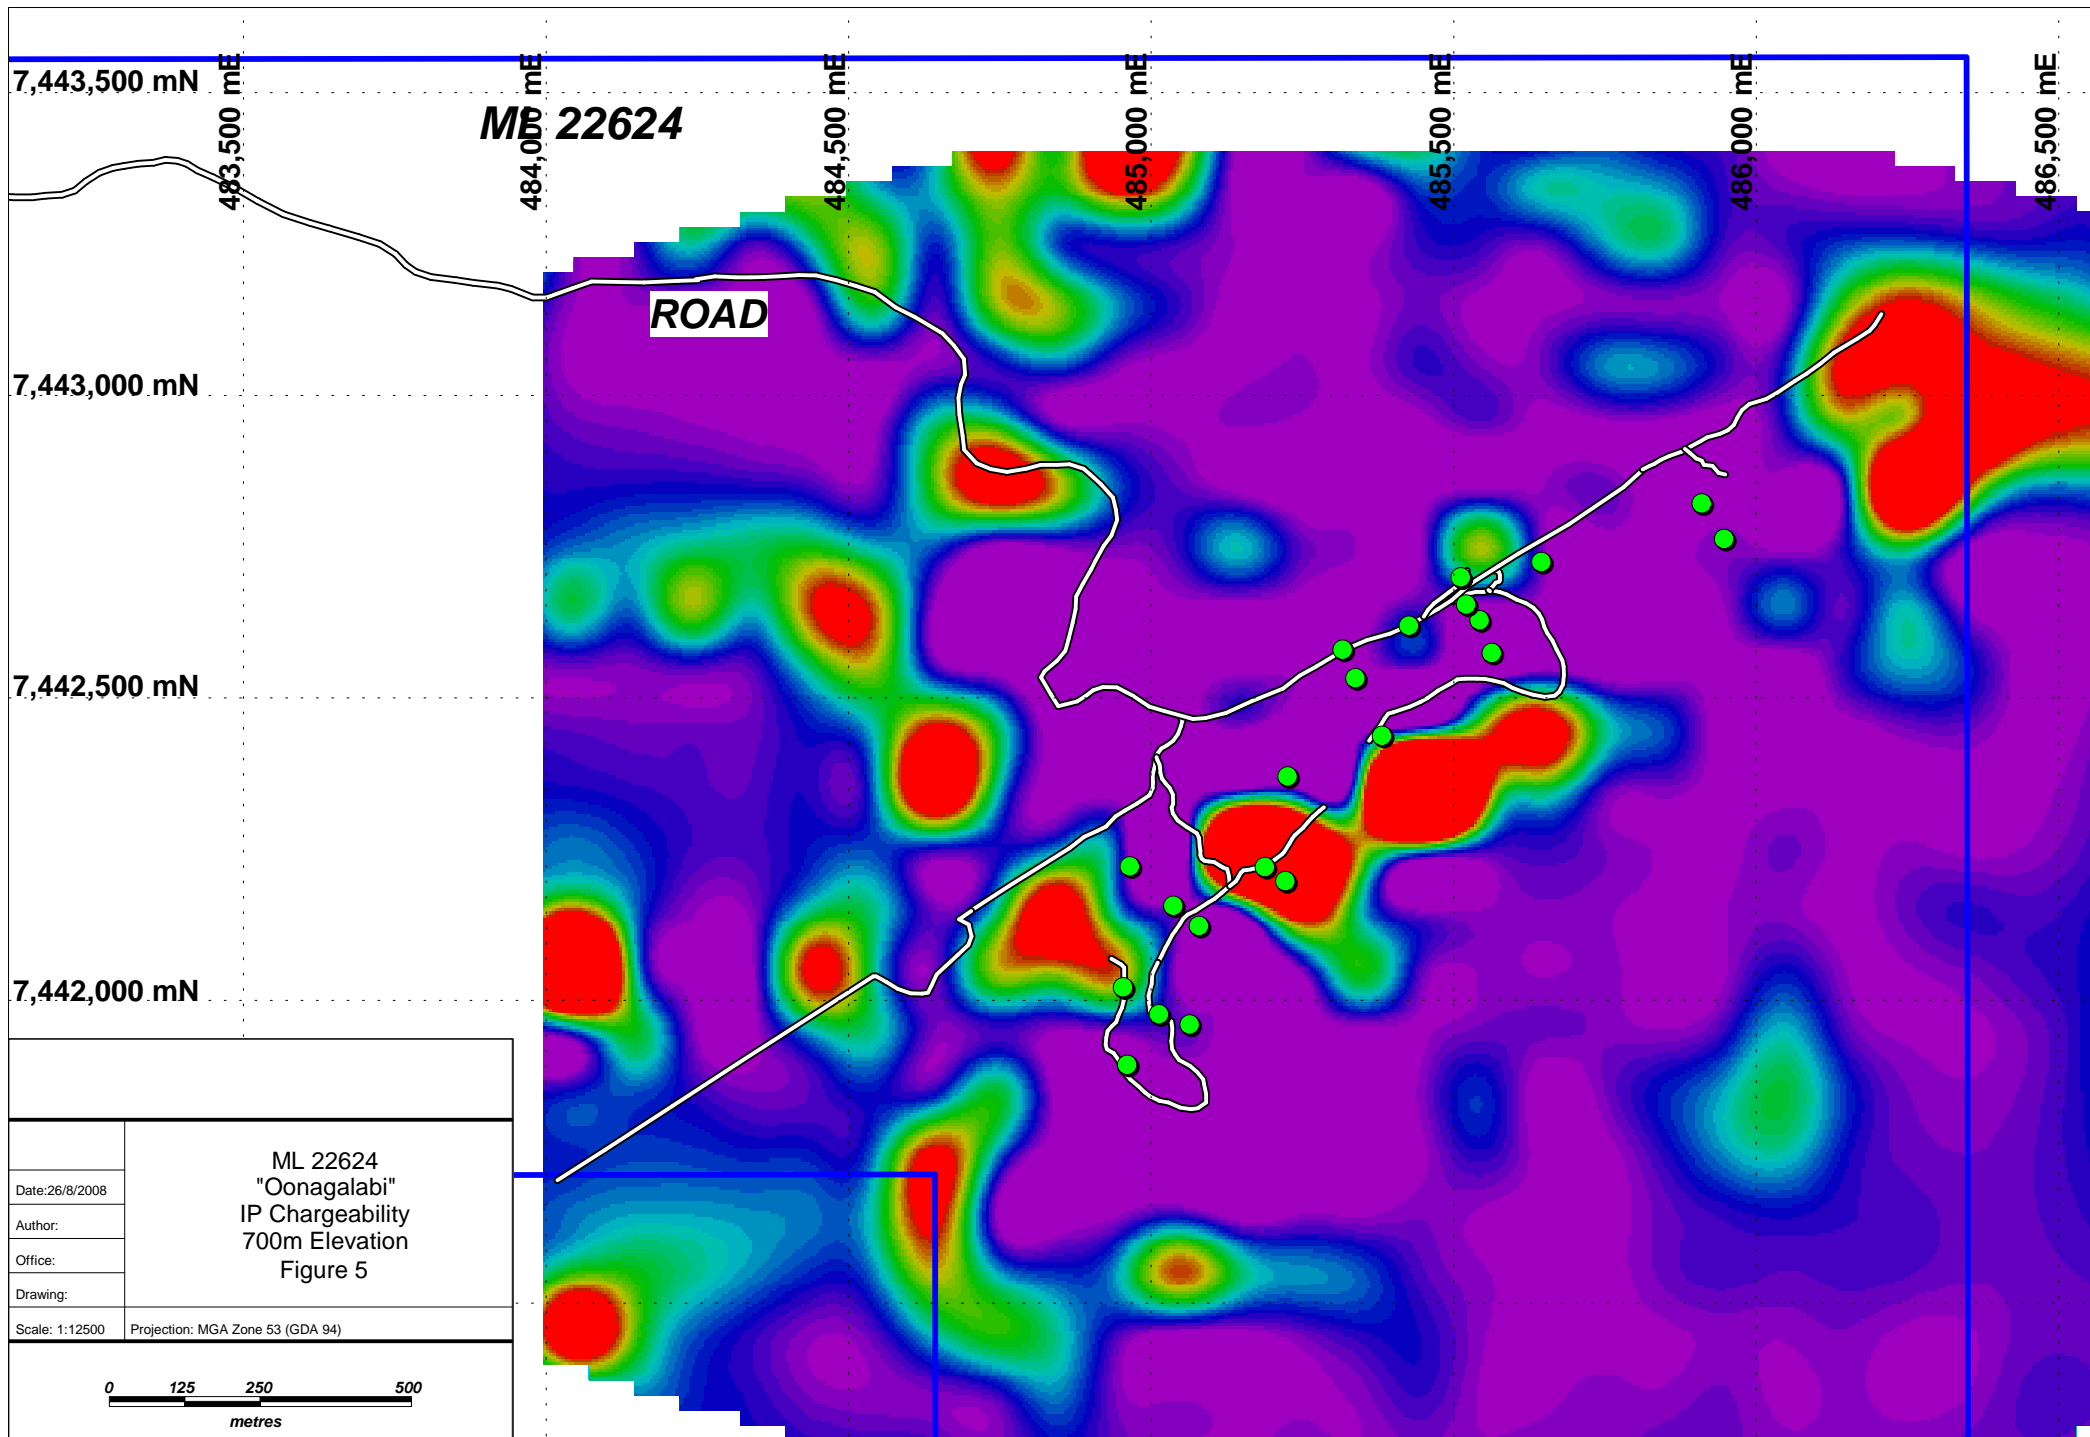 483,500 mE
484,000 mE
484,500 mE
485,000 mE
485,500 mE
486,000 mE
486,500 mE
7,443,500 mN
ML 22624
ROAD
7,443,000 mN
7,442,500 mN
7,442,000 mN
ML 22624
"Oonagalabi"
IP Chargeability
700m Elevation
Figure 5
Date:26/8/2008
Author:
Office:
Drawing:
Scale: 1:12500
Projection: MGA Zone 53 (GDA 94)
0 125 250 500
metres